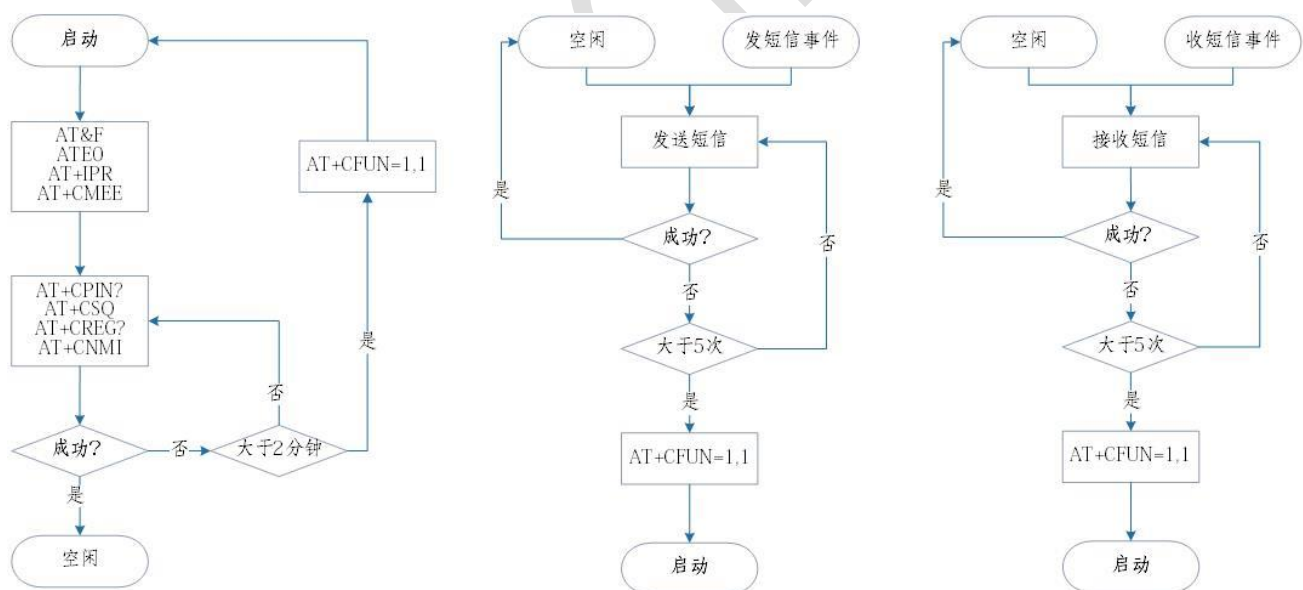 启动
AT&F
ATE0
AT+IPR
AT+CMEE
AT+CFUN=1,1
AT+CPIN?
AT+CSQ
AT+CREG?
AT+CNMI
是
否
成功?
否
大于2分钟
是
空闲
空闲
发短信事件
发送短信
是
成功?
否
否
大于5次
是
AT+CFUN=1,1
启动
空闲
收短信事件
接收短信
是
成功?
否
否
大于5次
是
AT+CFUN=1,1
启动